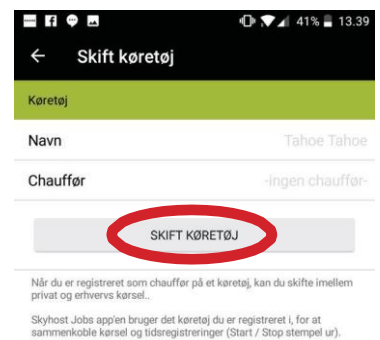 41% 13.39
Skift køretøj
Køretøj
Navn Tahoe Tahoe
Chauffør -ingen chauffør-
SKIFT KØRETØJ
Når du er registreret som chauffør på et køretøj, kan du skifte imellem
privat og erhvervs kørsel..
Skyhost Jobs app'en bruger det køretøj du er registreret i, for at
sammenkoble kørsel og tidsregistreringer (Start / Stop stempel ur).